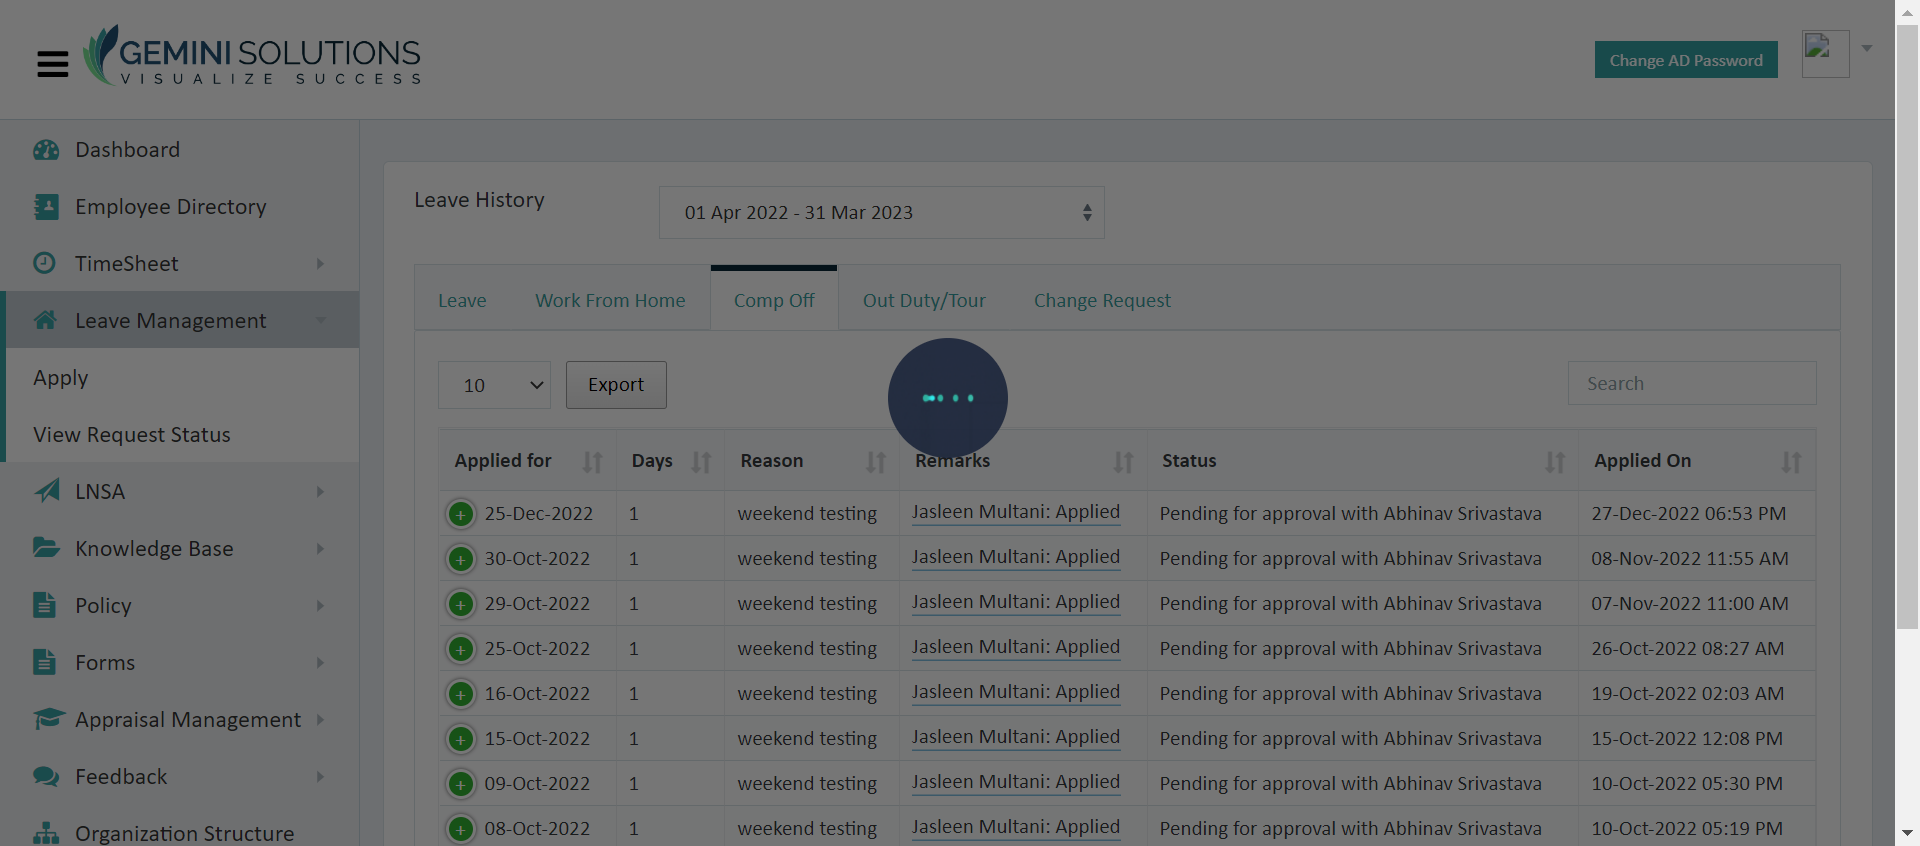 GEMINI SOLUTIONS
VISUALIZE SUCCESS
Change AD Password
Dashboard
Employee Directory
TimeSheet
Leave Management
Apply
View Request Status
LNSA
Knowledge Base
Policy
Forms
Appraisal Management
Feedback
Organization Structure
Leave History
01 Apr 2022 - 31 Mar 2023
Leave Work From Home Comp Off Out Duty/Tour Change Request
10 Export Search
Applied for Days Reason Remarks Status Applied On
25-Dec-2022 1 weekend testing Jasleen Multani: Applied Pending for approval with Abhinav Srivastava 27-Dec-2022 06:53 PM
30-Oct-2022 1 weekend testing Jasleen Multani: Applied Pending for approval with Abhinav Srivastava 08-Nov-2022 11:55 AM
29-Oct-2022 1 weekend testing Jasleen Multani: Applied Pending for approval with Abhinav Srivastava 07-Nov-2022 11:00 AM
25-Oct-2022 1 weekend testing Jasleen Multani: Applied Pending for approval with Abhinav Srivastava 26-Oct-2022 08:27 AM
16-Oct-2022 1 weekend testing Jasleen Multani: Applied Pending for approval with Abhinav Srivastava 19-Oct-2022 02:03 AM
15-Oct-2022 1 weekend testing Jasleen Multani: Applied Pending for approval with Abhinav Srivastava 15-Oct-2022 12:08 PM
09-Oct-2022 1 weekend testing Jasleen Multani: Applied Pending for approval with Abhinav Srivastava 10-Oct-2022 05:30 PM
08-Oct-2022 1 weekend testing Jasleen Multani: Applied Pending for approval with Abhinav Srivastava 10-Oct-2022 05:19 PM